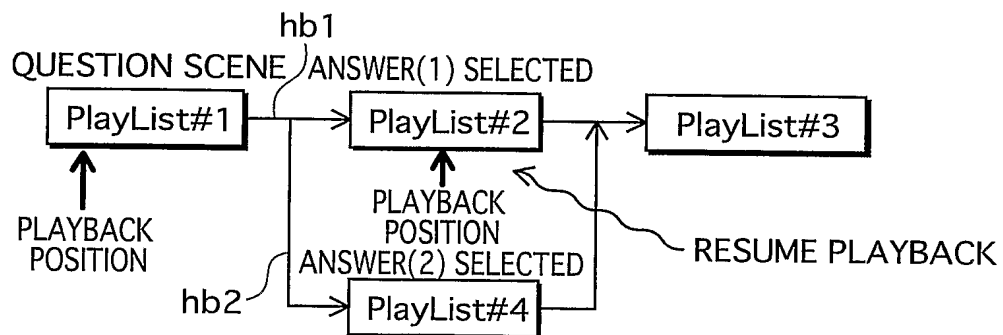 hb1
QUESTION SCENE
ANSWER(1) SELECTED
PlayList#1
PlayList#2
PlayList#3
PLAYBACK
POSITION
PLAYBACK
POSITION
RESUME PLAYBACK
ANSWER(2) SELECTED
hb2
PlayList#4